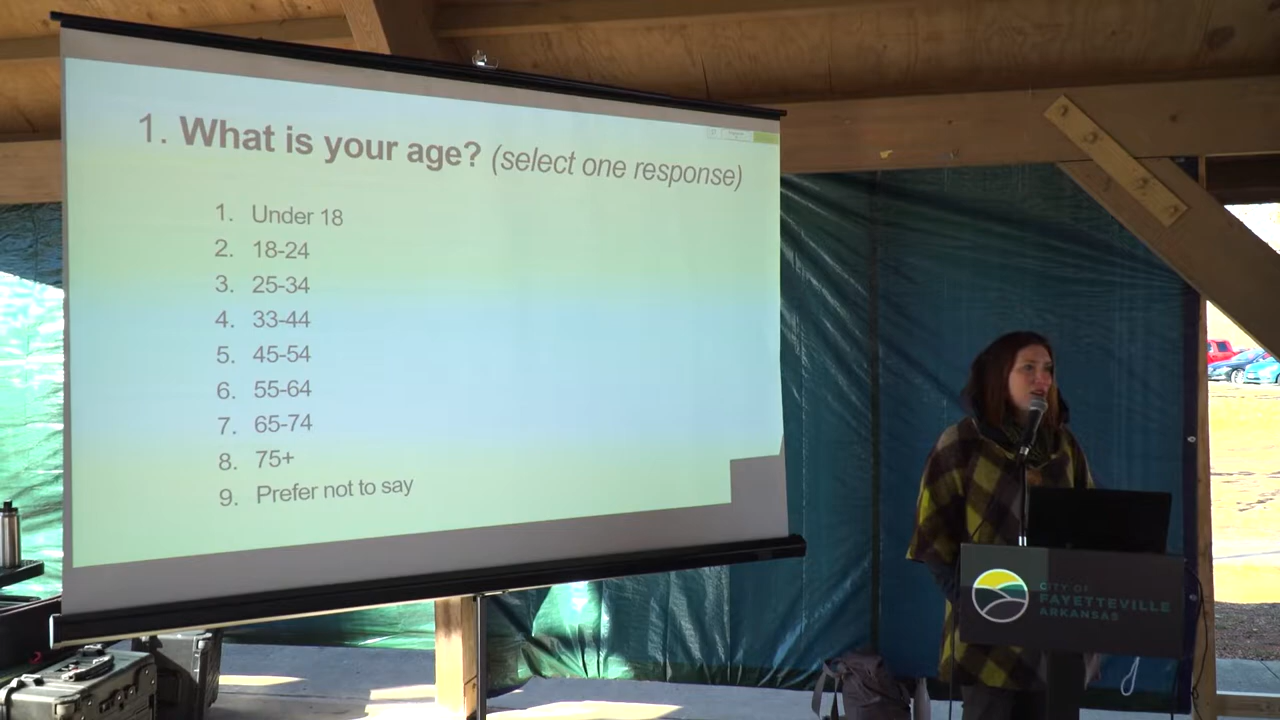 1. What is your age? (select one response)
1. Under 18
2. 18-24
3. 25-34
4. 33-44
5. 45-54
6. 55-64
7. 65-74
8. 75+
9. Prefer not to say
CITY OF
FAYETTEVILLE
ARKANSAS